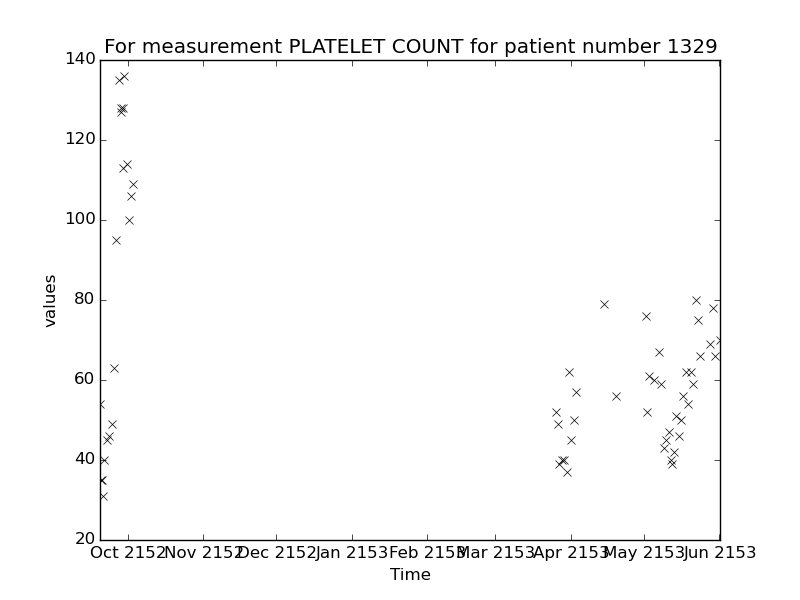 For measurement PLATELET COUNT for patient number 1329
140
120
100
80
60
40
20
values
Oct 2152 Nov 2152 Dec 2152 Jan 2153 Feb 2153 Mar 2153 Apr 2153 May 2153 Jun 2153
Time